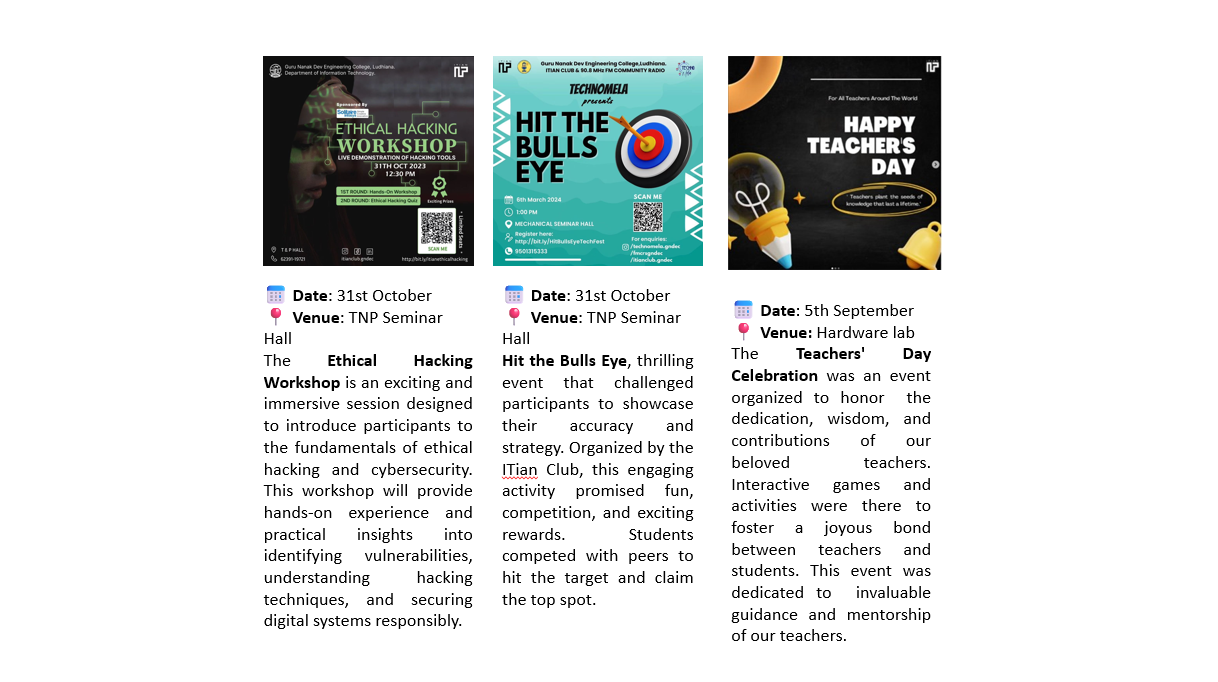 Guru Nanak Dev Engineering College, Ludhiana.
Department of Information Technology.
Sponsored By
Solitaire
ETHICAL HACKING
WORKSHOP
LIVE DEMONSTRATION OF HACKING TOOLS
31TH OCT 2023
12:30 PM
1ST ROUND: Hands-On Workshop
2ND ROUND: Ethical Hacking Quiz
Exciting Prizes
* Limited Seats *
SCAN ME
T&P HALL
62391-19721
itianclub.gndec
http://bit.ly/itianethicalhacking
Guru Nanak Dev Engineering College, Ludhiana.
ITIAN CLUB & 90.8 MHz FM COMMUNITY RADIO
TECHNOMELA
presents
HIT THE
BULLS
EYE
6th March 2024
1:00 PM
MECHANICAL SEMINAR HALL
Register here:
http://bit.ly/HitBullsEyeTechFest
9501315333
SCAN ME
For enquiries:
/technomela.gndec
/fmcrsgndec
/itianclub.gndec
For All Teachers Around The World
HAPPY
TEACHER'S
DAY
"Teachers plant the seeds of
knowledge that last a lifetime."
Date: 31st October
Venue: TNP Seminar
Hall
The Ethical Hacking
Workshop is an exciting and
immersive session designed
to introduce participants to
the fundamentals of ethical
hacking and cybersecurity.
This workshop will provide
hands-on experience and
practical insights into
identifying vulnerabilities,
understanding hacking
techniques, and securing
digital systems responsibly.
Date: 31st October
Venue: TNP Seminar
Hall
Hit the Bulls Eye, thrilling
event that challenged
participants to showcase
their accuracy and
strategy. Organized by the
ITian Club, this engaging
activity promised fun,
competition, and exciting
rewards. Students
competed with peers to
hit the target and claim
the top spot.
Date: 5th September
Venue: Hardware lab
The Teachers' Day
Celebration was an event
organized to honor the
dedication, wisdom, and
contributions of our
beloved teachers.
Interactive games and
activities were there to
foster a joyous bond
between teachers and
students. This event was
dedicated to invaluable
guidance and mentorship
of our teachers.